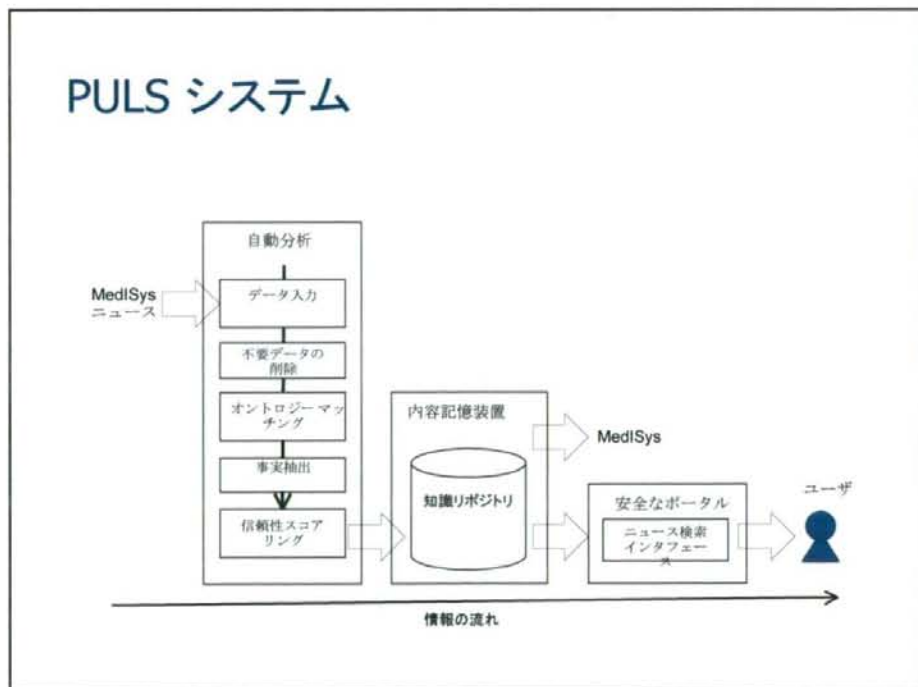 PULS システム
自動分析
MedISys
ニュース
データ入力
不要データの
削除
オントロジー マッ
チング
事実抽出
信頼性スコア
リング
内容記憶装置
知識リポジトリ
MedISys
安全なポータル
ニュース検索
インタフェー
ス
ユーザ
情報の流れ